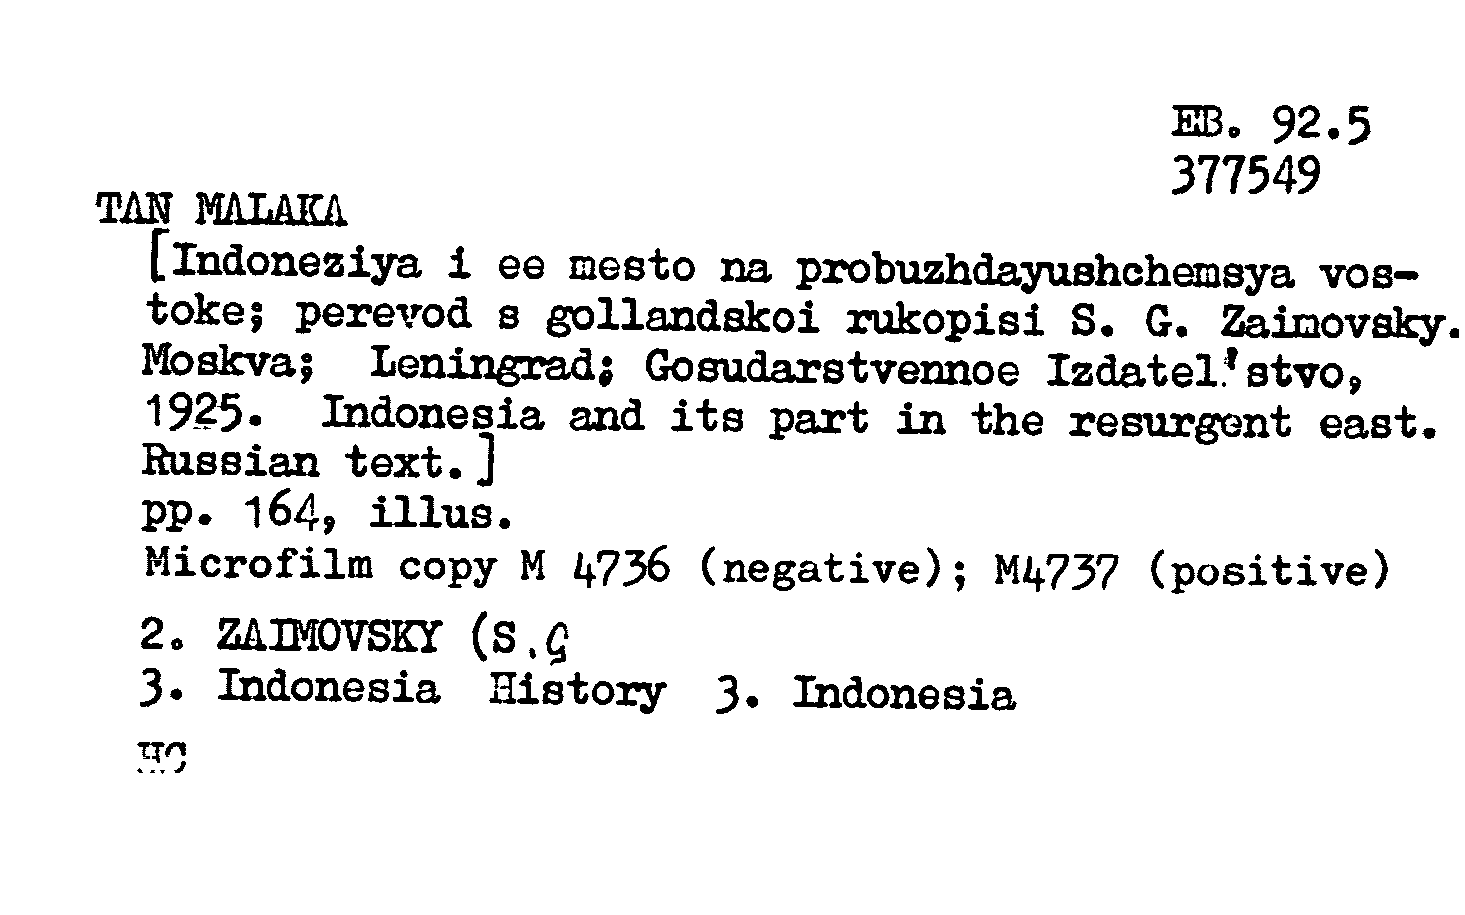 EB. 92.5
377549
TAN MALAKA
[Indoneziya i ee mesto na probuzhdayushchemsya vos-
toke; perevod s gollandskoi rukopisi S. G. Zaimovsky.
Moskva; Leningrad; Gosudarstvennoe Izdatel'stvo,
1925. Indonesia and its part in the resurgent east.
Russian text.]
pp. 164, illus.
Microfilm copy M 4736 (negative); M4737 (positive)
2. ZAIMOVSKY (S.G
3. Indonesia History 3. Indonesia